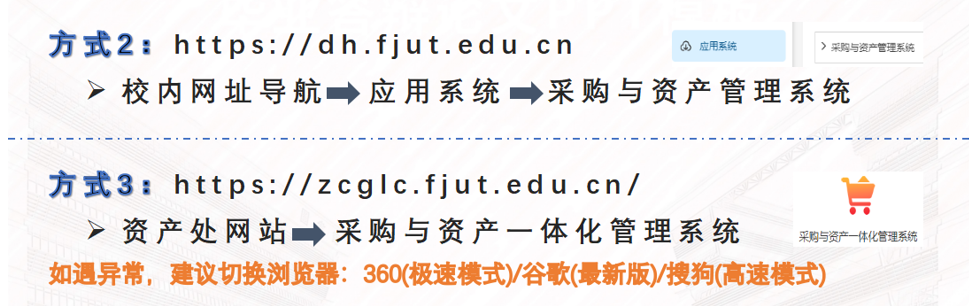 方式2：https://dh.fjut.edu.cn
应用系统
采购与资产管理系统
校内网址导航 应用系统 采购与资产管理系统
方式3：https://zcglc.fjut.edu.cn/
资产处网站 采购与资产一体化管理系统
采购与资产一体化管理系统
如遇异常，建议切换浏览器：360(极速模式)/谷歌(最新版)/搜狗(高速模式)